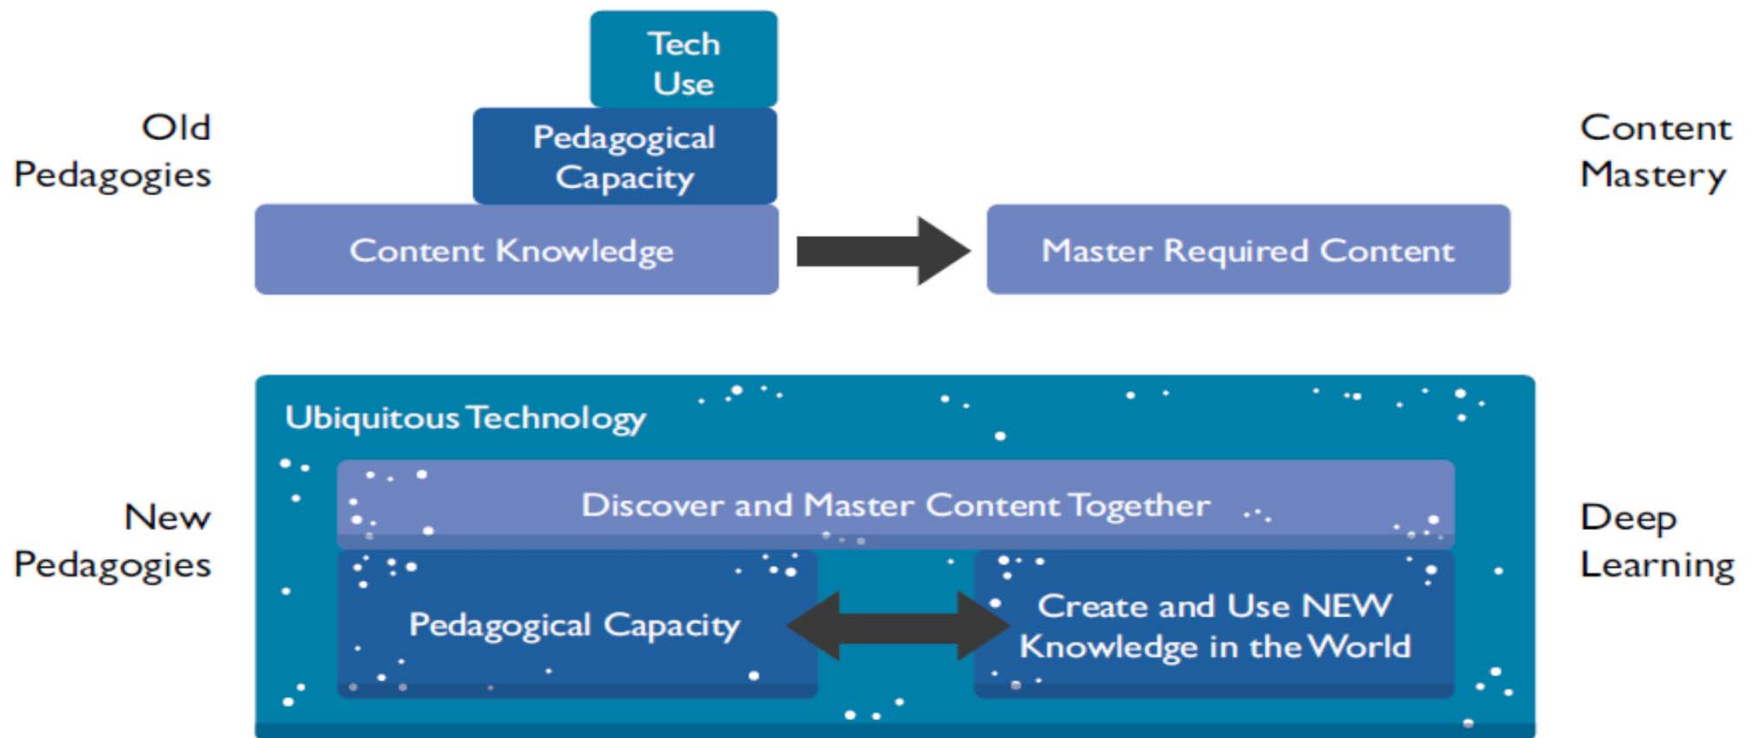 Tech
Use
Old
Pedagogies
Pedagogical
Capacity
Content
Mastery
Content Knowledge
Master Required Content
Ubiquitous Technology
New
Pedagogies
Discover and Master Content Together
Deep
Learning
Pedagogical Capacity
Create and Use NEW
Knowledge in the World